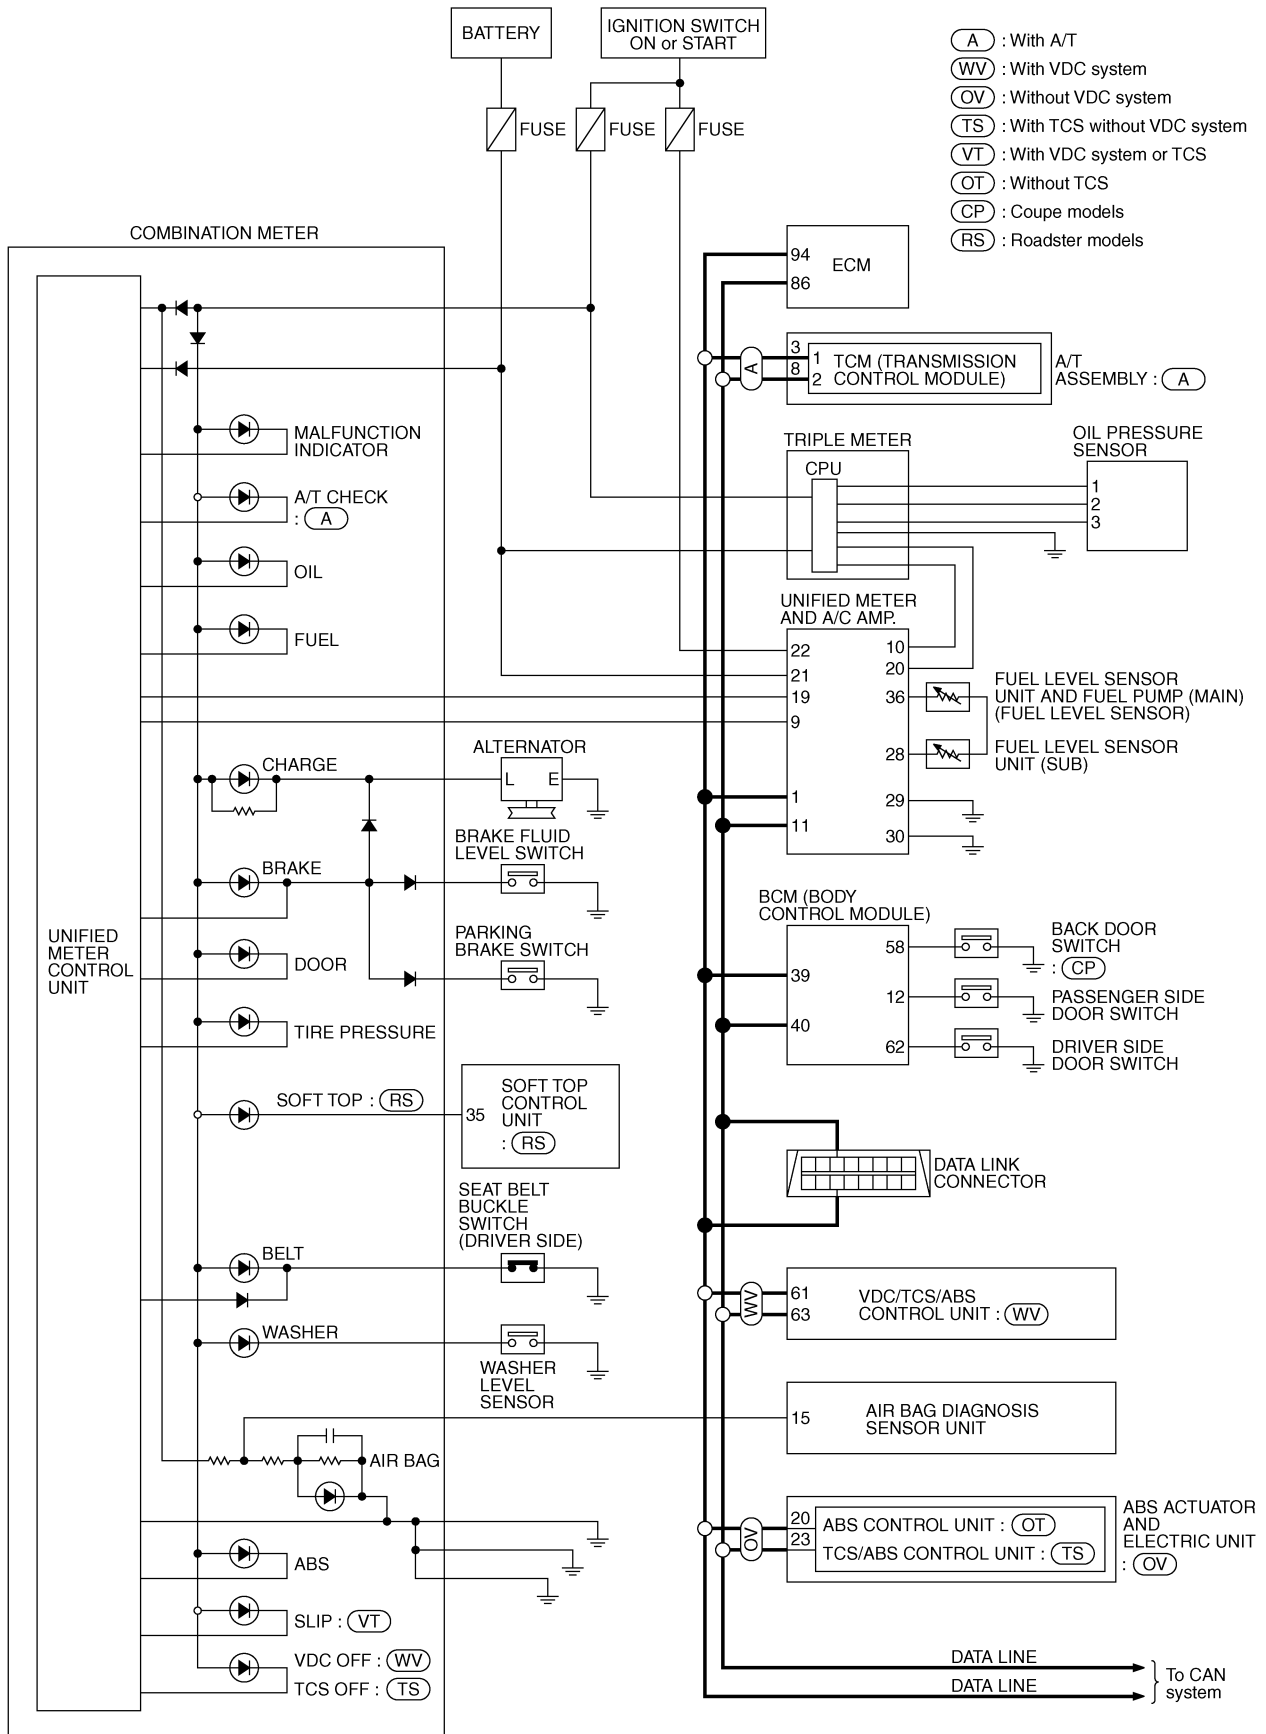 BATTERY
IGNITION SWITCH
ON or START
FUSE
FUSE
FUSE
A : With A/T
WV : With VDC system
OV : Without VDC system
TS : With TCS without VDC system
VT : With VDC system or TCS
OT : Without TCS
CP : Coupe models
RS : Roadster models
COMBINATION METER
UNIFIED
METER
CONTROL
UNIT
MALFUNCTION
INDICATOR
A/T CHECK
: A
OIL
FUEL
CHARGE
ALTERNATOR
L E
BRAKE FLUID
LEVEL SWITCH
BRAKE
PARKING
BRAKE SWITCH
DOOR
TIRE PRESSURE
SOFT TOP : RS
35
SOFT TOP
CONTROL
UNIT
: RS
SEAT BELT
BUCKLE
SWITCH
(DRIVER SIDE)
BELT
WASHER
WASHER
LEVEL
SENSOR
AIR BAG
ABS
SLIP : VT
VDC OFF : WV
TCS OFF : TS
94
86
ECM
A
3
8
1
2
TCM (TRANSMISSION
CONTROL MODULE)
A/T
ASSEMBLY : A
TRIPLE METER
CPU
OIL PRESSURE
SENSOR
1
2
3
UNIFIED METER
AND A/C AMP.
22
21
19
9
1
11
10
20
36
28
29
30
FUEL LEVEL SENSOR
UNIT AND FUEL PUMP (MAIN)
(FUEL LEVEL SENSOR)
FUEL LEVEL SENSOR
UNIT (SUB)
BCM (BODY
CONTROL MODULE)
39
40
58
12
62
BACK DOOR
SWITCH
: CP
PASSENGER SIDE
DOOR SWITCH
DRIVER SIDE
DOOR SWITCH
DATA LINK
CONNECTOR
WV
61
63
VDC/TCS/ABS
CONTROL UNIT : WV
15
AIR BAG DIAGNOSIS
SENSOR UNIT
OV
20
23
ABS CONTROL UNIT : OT
TCS/ABS CONTROL UNIT : TS
ABS ACTUATOR
AND
ELECTRIC UNIT
: OV
DATA LINE
DATA LINE
To CAN
system